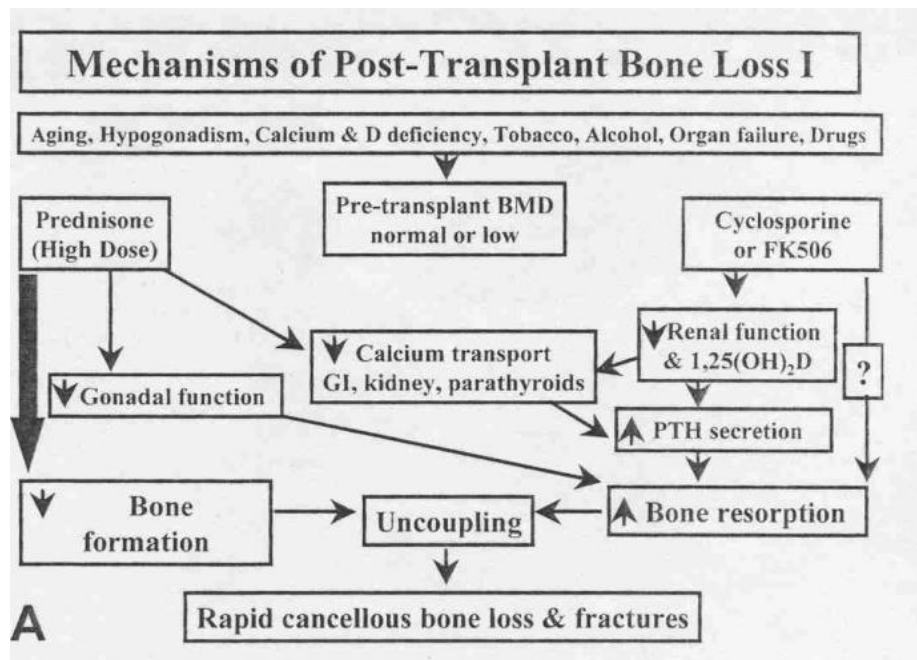 Mechanisms of Post-Transplant Bone Loss I
Aging, Hypogonadism, Calcium & D deficiency, Tobacco, Alcohol, Organ failure, Drugs
Prednisone
(High Dose)
Pre-transplant BMD
normal or low
Cyclosporine
or FK506
Calcium transport
GI, kidney, parathyroids
Renal function
& 1,25(OH)₂D
?
Gonadal function
PTH secretion
Bone
formation
Uncoupling
Bone resorption
Rapid cancellous bone loss & fractures
A